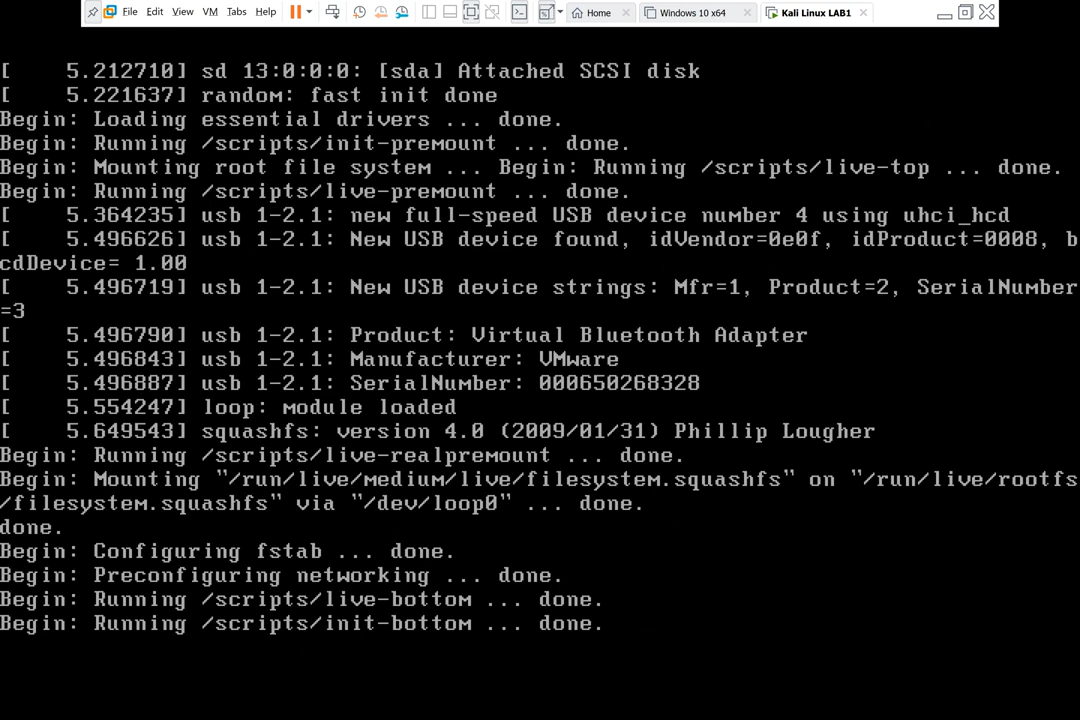 File Edit View VM Tabs Help Home Windows 10 x64 Kali Linux LAB1
[    5.212710] sd 13:0:0:0: [sda] Attached SCSI disk
[    5.221637] random: fast init done
Begin: Loading essential drivers ... done.
Begin: Running /scripts/init-premount ... done.
Begin: Mounting root file system ... Begin: Running /scripts/live-top ... done.
Begin: Running /scripts/live-premount ... done.
[    5.364235] usb 1-2.1: new full-speed USB device number 4 using uhci_hcd
[    5.496626] usb 1-2.1: New USB device found, idVendor=0e0f, idProduct=0008, b
cdDevice= 1.00
[    5.496719] usb 1-2.1: New USB device strings: Mfr=1, Product=2, SerialNumber
=3
[    5.496790] usb 1-2.1: Product: Virtual Bluetooth Adapter
[    5.496843] usb 1-2.1: Manufacturer: VMware
[    5.496887] usb 1-2.1: SerialNumber: 000650268328
[    5.554247] loop: module loaded
[    5.649543] squashfs: version 4.0 (2009/01/31) Phillip Lougher
Begin: Running /scripts/live-realpremount ... done.
Begin: Mounting "/run/live/medium/live/filesystem.squashfs" on "/run/live/rootfs
/filesystem.squashfs" via "/dev/loop0" ... done.
done.
Begin: Configuring fstab ... done.
Begin: Preconfiguring networking ... done.
Begin: Running /scripts/live-bottom ... done.
Begin: Running /scripts/init-bottom ... done.